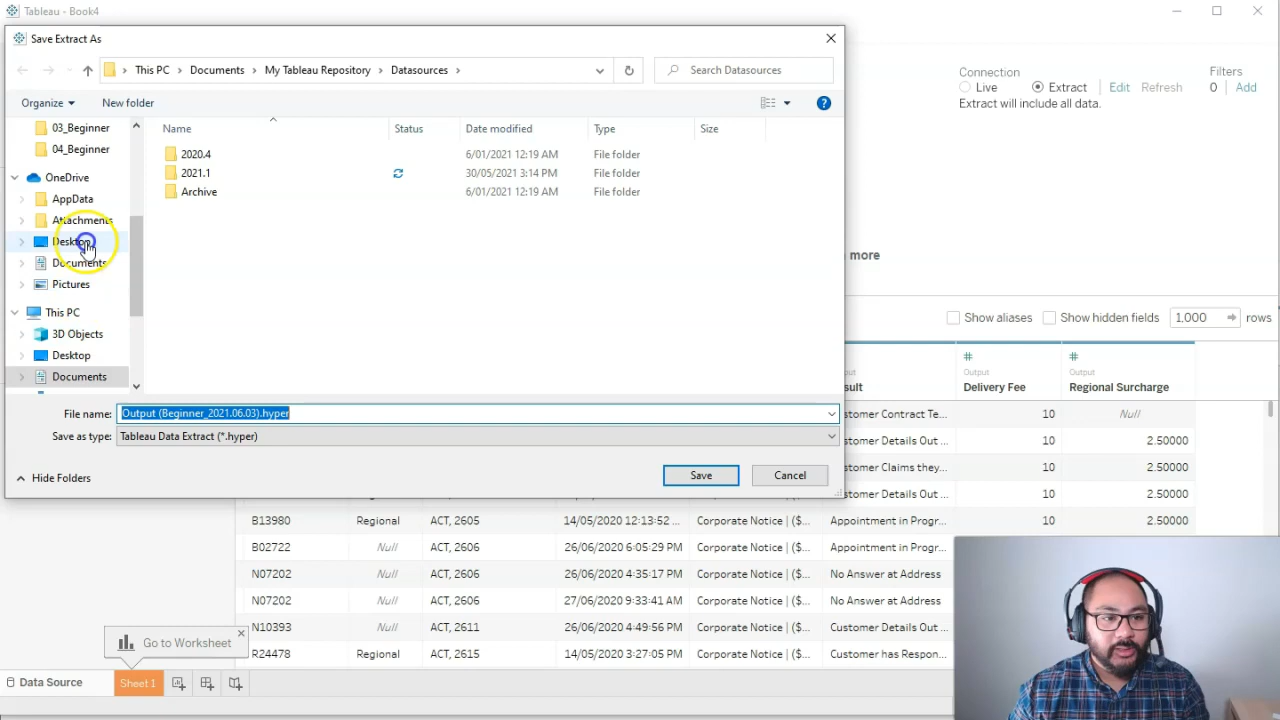 Tableau - Book4
Save Extract As
This PC > Documents > My Tableau Repository > Datasources >
Search Datasources
Organize
New folder
03_Beginner
04_Beginner
OneDrive
AppData
Attachments
Desktop
Documents
Pictures
This PC
3D Objects
Desktop
Documents
Name Status Date modified Type Size
2020.4 6/01/2021 12:19 AM File folder
2021.1 30/05/2021 3:14 PM File folder
Archive 6/01/2021 12:19 AM File folder
File name: Output (Beginner_2021.06.03).hyper
Save as type: Tableau Data Extract (*.hyper)
Hide Folders
Save
Cancel
Connection
Live Extract Edit Refresh
Extract will include all data.
Filters
0 Add
more
Show aliases Show hidden fields 1,000 rows
Output Output
Delivery Fee Regional Surcharge
10 Null
Details Out ... 10 2.50000
Claims they... 10 2.50000
Details Out ... 10 2.50000
B13980 Regional ACT, 2605 14/05/2020 12:13:52 ... Corporate Notice | ($... Appointment in Progr... 10 2.50000
B02722 Null ACT, 2606 26/06/2020 6:05:29 PM Corporate Notice | ($... Appointment in Progr...
N07202 Null ACT, 2606 26/06/2020 4:35:17 PM Corporate Notice | ($... No Answer at Address
N07202 Null ACT, 2606 27/06/2020 9:33:41 AM Corporate Notice | ($... No Answer at Address
N10393 Null ACT, 2611 26/06/2020 4:49:56 PM Corporate Notice | ($... Customer Details Out ...
R24478 Regional ACT, 2615 14/05/2020 3:27:05 PM Corporate Notice | ($... Customer has Respon...
Go to Worksheet
Data Source Sheet 1